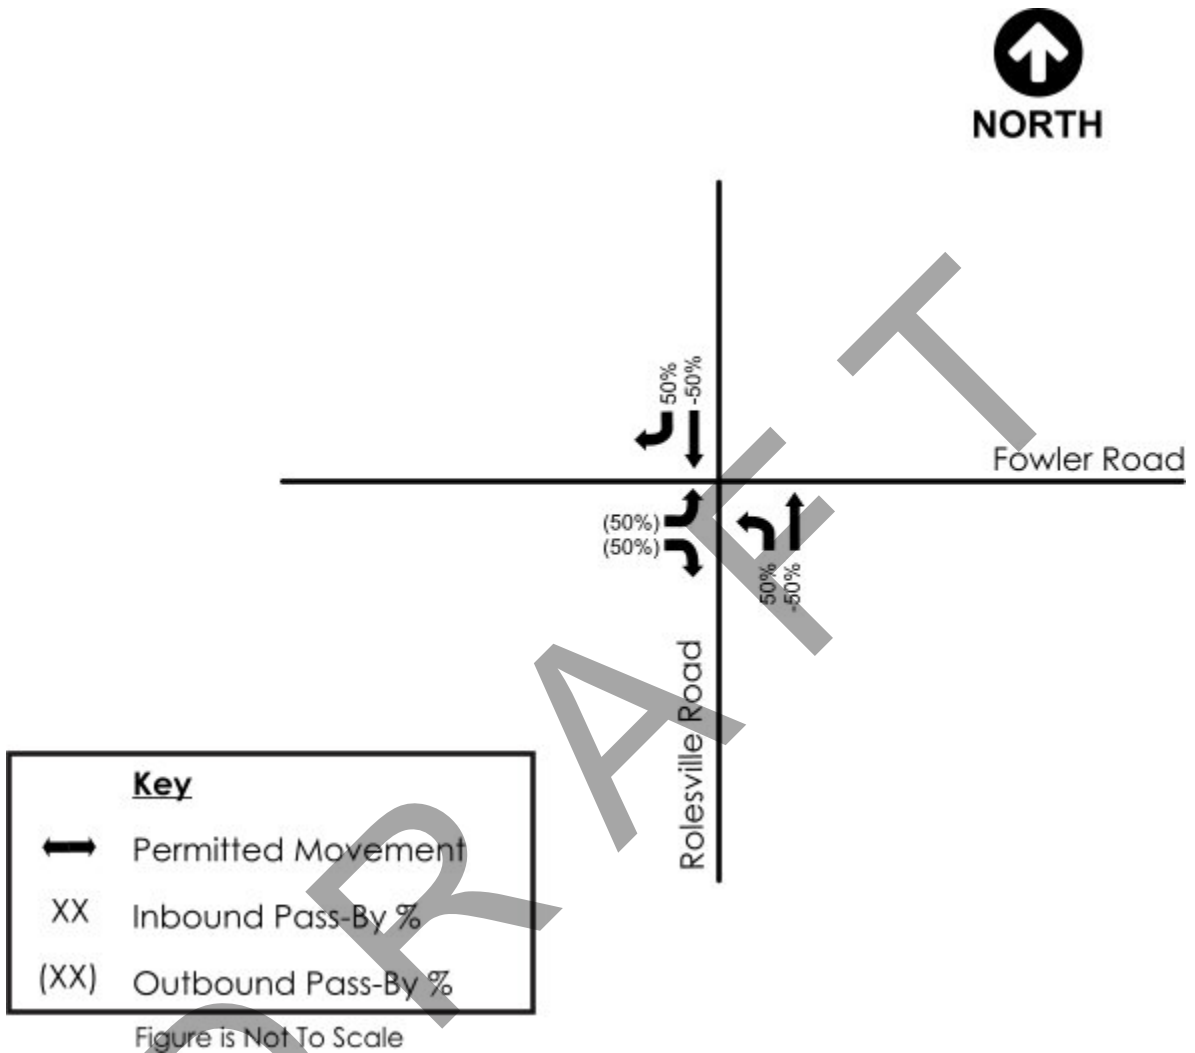 NORTH
50%
-50%
Fowler Road
(50%)
(50%)
50%
-50%
Rolesville Road
Key
Permitted Movement
XX Inbound Pass-By %
(XX) Outbound Pass-By %
Figure is Not To Scale
DRAFT